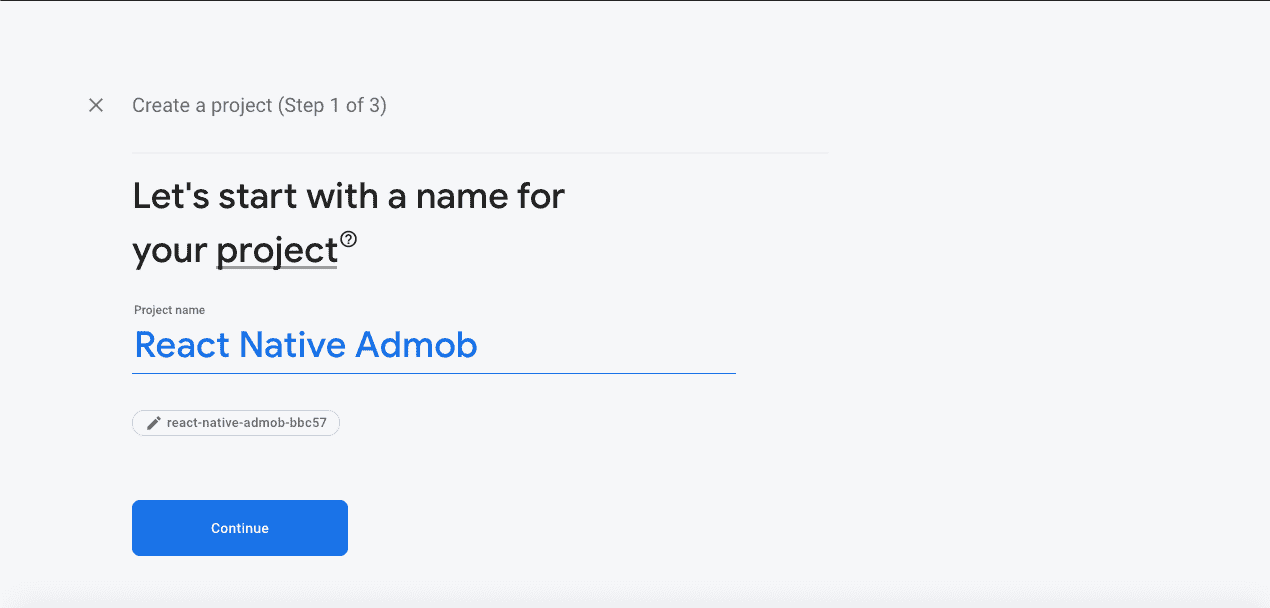 Create a project (Step 1 of 3)
Let's start with a name for
your project
Project name
React Native Admob
react-native-admob-bbc57
Continue